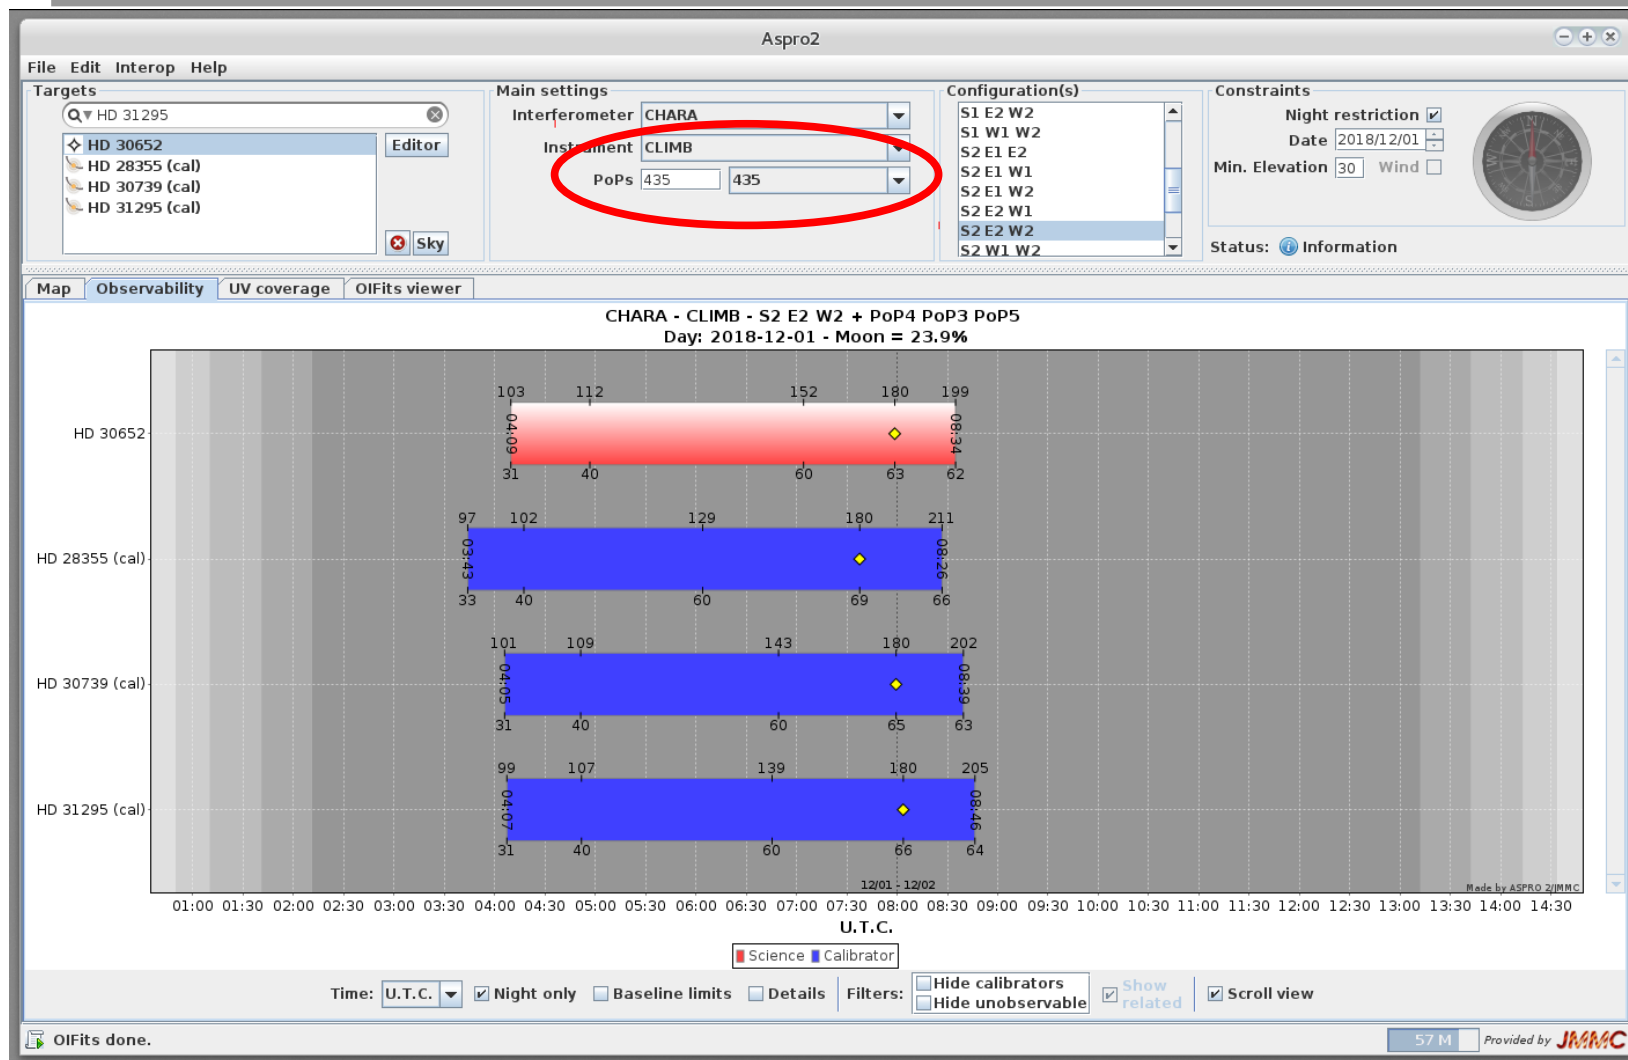 Aspro2
File Edit Interop Help
Targets
HD 31295
HD 30652
HD 28355 (cal)
HD 30739 (cal)
HD 31295 (cal)
Editor
Sky
Main settings
Interferometer CHARA
Instrument CLIMB
PoPs 435 435
Configuration(s)
S1 E2 W2
S1 W1 W2
S2 E1 E2
S2 E1 W1
S2 E1 W2
S2 E2 W1
S2 E2 W2
S2 W1 W2
Constraints
Night restriction
Date 2018/12/01
Min. Elevation 30 Wind
N
E
S
W
Status: Information
Map Observability UV coverage OIFits viewer
CHARA - CLIMB - S2 E2 W2 + PoP4 PoP3 PoP5
Day: 2018-12-01 - Moon = 23.9%
103 112 152 180 199
HD 30652 04:09 08:34
31 40 60 63 62
97 102 129 180 211
HD 28355 (cal) 03:43 08:26
33 40 60 69 66
101 109 143 180 202
HD 30739 (cal) 04:05 08:39
31 40 60 65 63
99 107 139 180 205
HD 31295 (cal) 04:07 08:46
31 40 60 66 64
12/01 - 12/02
Made by ASPRO 2/JMMC
01:00 01:30 02:00 02:30 03:00 03:30 04:00 04:30 05:00 05:30 06:00 06:30 07:00 07:30 08:00 08:30 09:00 09:30 10:00 10:30 11:00 11:30 12:00 12:30 13:00 13:30 14:00 14:30
U.T.C.
Science Calibrator
Time: U.T.C. Night only Baseline limits Details Filters: Hide calibrators
Hide unobservable
Show related
Scroll view
OIFits done.
57 M
Provided by JMMC